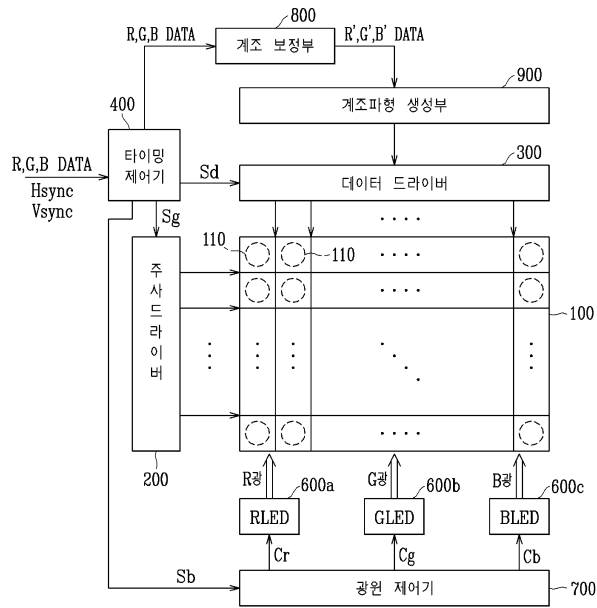 800
R,G,B DATA
계조 보정부
R',G',B' DATA
900
계조파형 생성부
400
타이밍
제어기
R,G,B DATA
Hsync
Vsync
Sd
300
데이터 드라이버
Sg
110
110
주사드라이버
100
200
R광
600a
G광
600b
B광
600c
RLED
GLED
BLED
Cr
Cg
Cb
Sb
광원 제어기
700